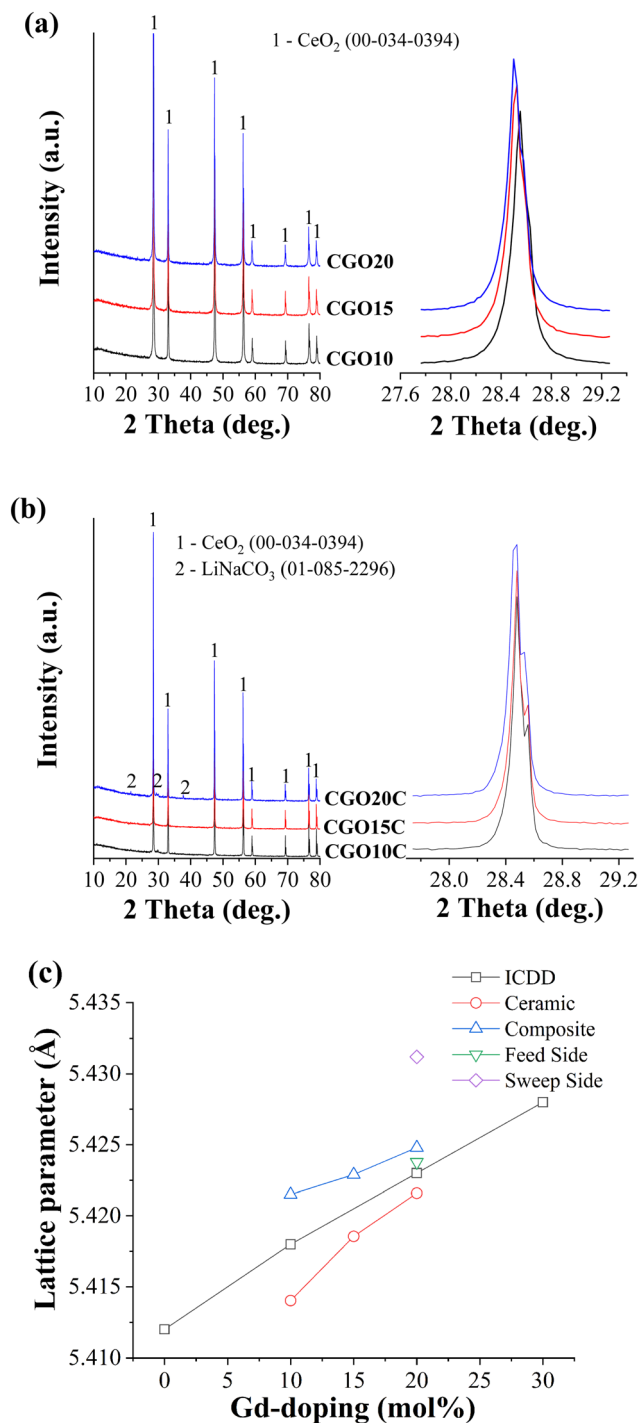 (a)
1 - CeO₂ (00-034-0394)
1
1
1
1
1
1
1
1
CGO20
CGO15
CGO10
Intensity (a.u.)
10 20 30 40 50 60 70 80
2 Theta (deg.)
27.6 28.0 28.4 28.8 29.2
2 Theta (deg.)
(b)
1 - CeO₂ (00-034-0394)
2 - LiNaCO₃ (01-085-2296)
1
1
1
1
1
1
1
1
2 2 2
CGO20C
CGO15C
CGO10C
Intensity (a.u.)
10 20 30 40 50 60 70 80
2 Theta (deg.)
28.0 28.4 28.8 29.2
2 Theta (deg.)
(c)
ICDD
Ceramic
Composite
Feed Side
Sweep Side
5.435
5.430
5.425
5.420
5.415
5.410
Lattice parameter (Å)
0 5 10 15 20 25 30
Gd-doping (mol%)